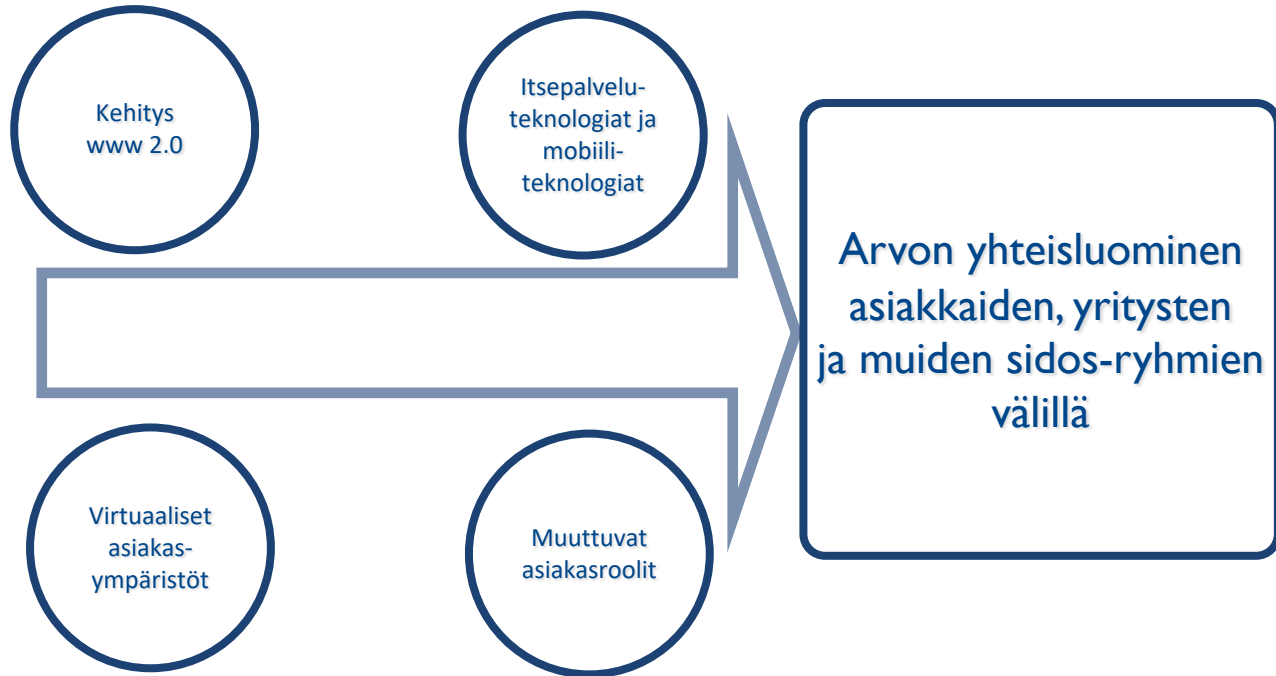 Kehitys
www 2.0
Itsepalvelu-
teknologiat ja
mobiili-
teknologiat
Arvon yhteisluominen
asiakkaiden, yritysten
ja muiden sidos-ryhmien
välillä
Virtuaaliset
asiakas-
ympäristöt
Muuttuvat
asiakasroolit